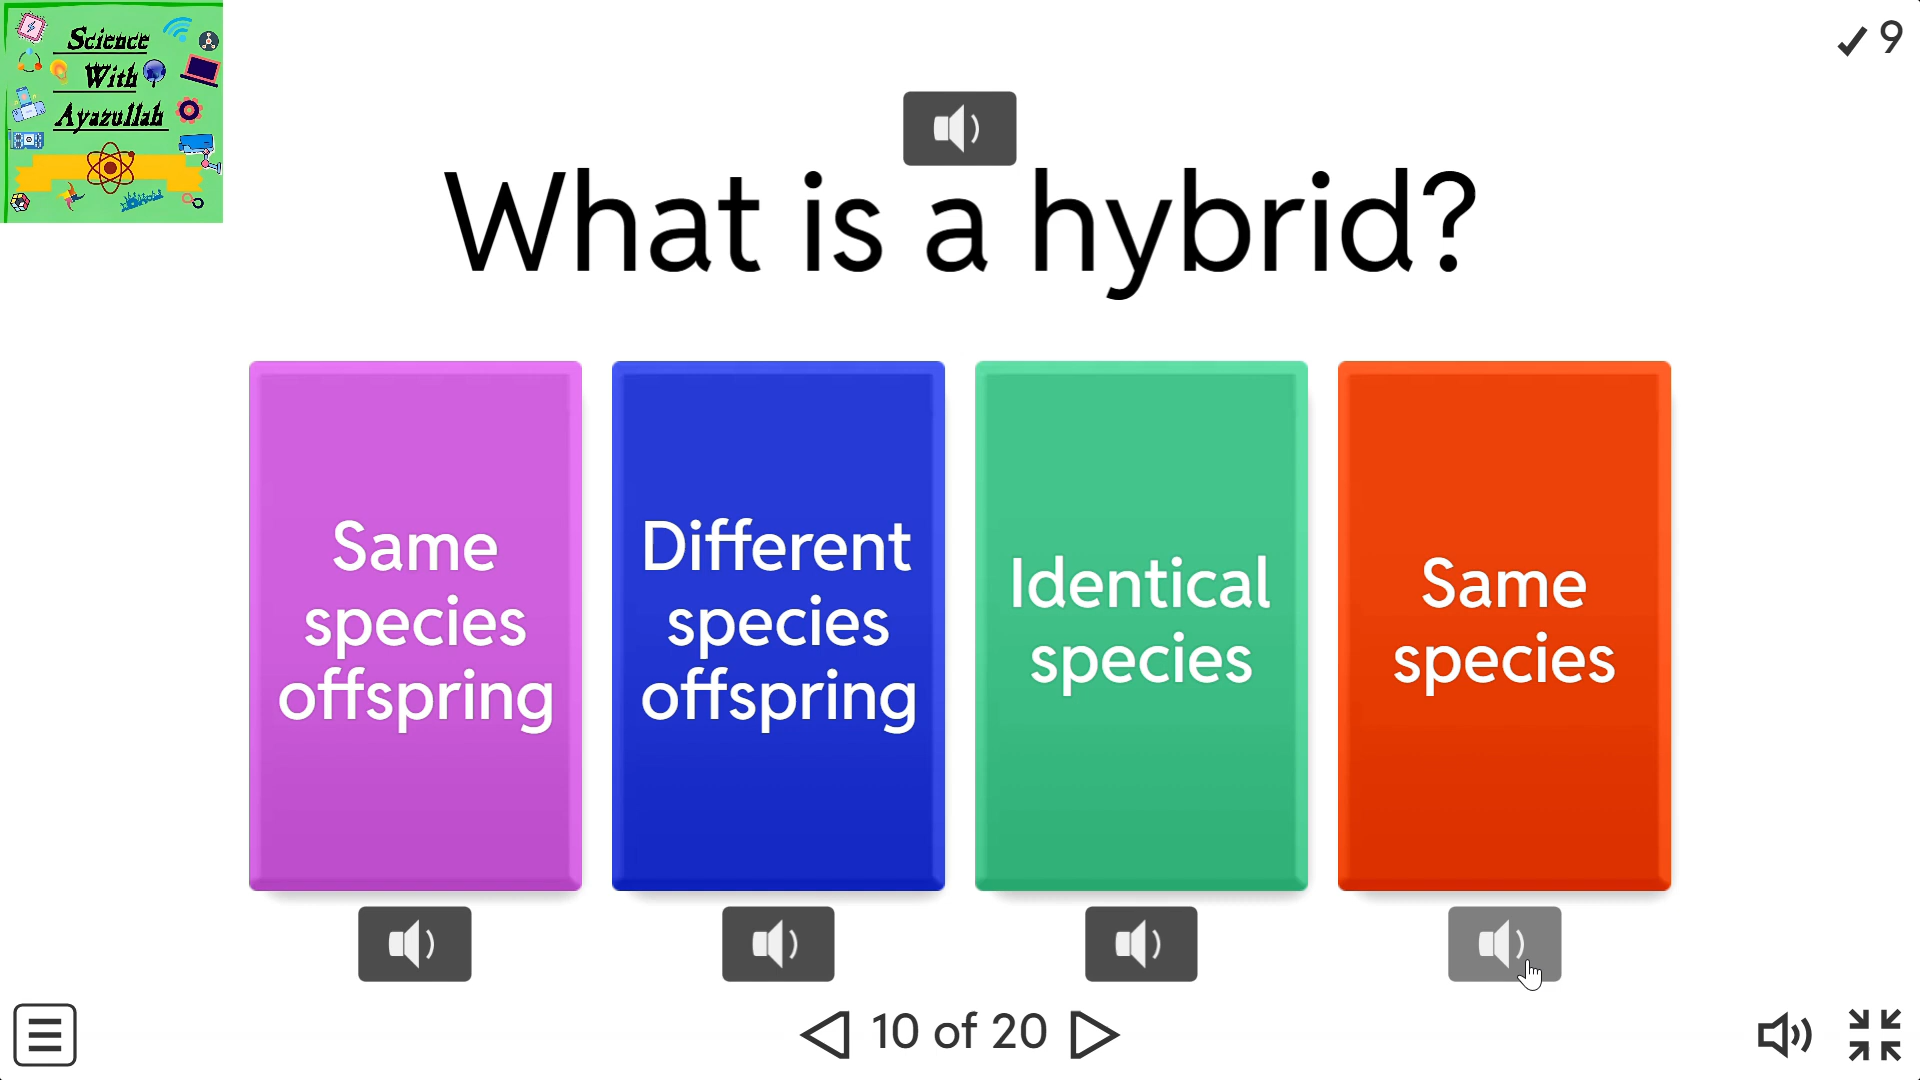 Science
With
Ayazullah
9
What is a hybrid?
Same
species
offspring
Different
species
offspring
Identical
species
Same
species
10 of 20